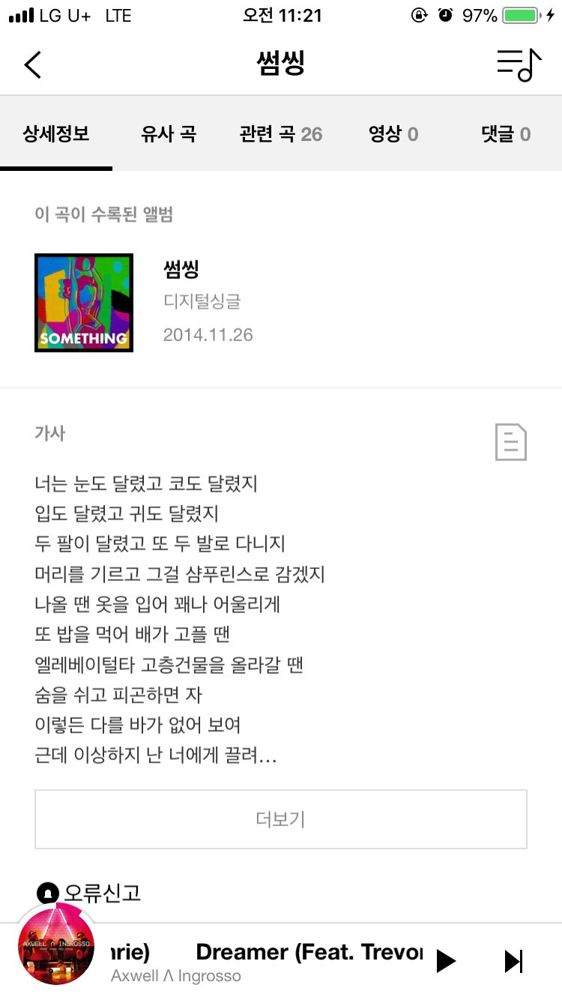 LG U+ LTE 오전 11:21 97%
썸씽
상세정보 유사 곡 관련 곡 26 영상 0 댓글 0
이 곡이 수록된 앨범
SOMETHING
썸씽
디지털싱글
2014.11.26
가사
너는 눈도 달렸고 코도 달렸지
입도 달렸고 귀도 달렸지
두 팔이 달렸고 또 두 발로 다니지
머리를 기르고 그걸 샴푸린스로 감겠지
나올 땐 옷을 입어 꽤나 어울리게
또 밥을 먹어 배가 고플 땐
엘레베이털타 고층건물을 올라갈 땐
숨을 쉬고 피곤하면 자
이렇든 다를 바가 없어 보여
근데 이상하지 난 너에게 끌려...
더보기
오류신고
AXWELL Λ INGROSSO
MORE THAN YOU KNOW
rie) Dreamer (Feat. Trevor
Axwell Λ Ingrosso